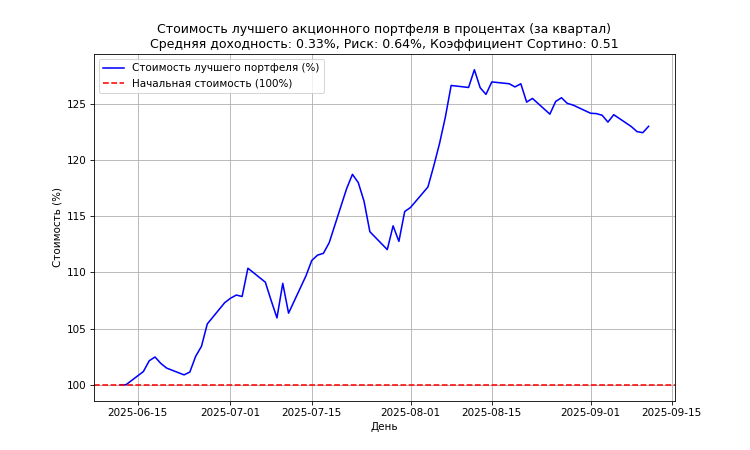 Стоимость лучшего акционного портфеля в процентах (за квартал)
Средняя доходность: 0.33%, Риск: 0.64%, Коэффициент Сортино: 0.51
Стоимость лучшего портфеля (%)
Начальная стоимость (100%)
Стоимость (%)
125
120
115
110
105
100
2025-06-15
2025-07-01
2025-07-15
2025-08-01
2025-08-15
2025-09-01
2025-09-15
День